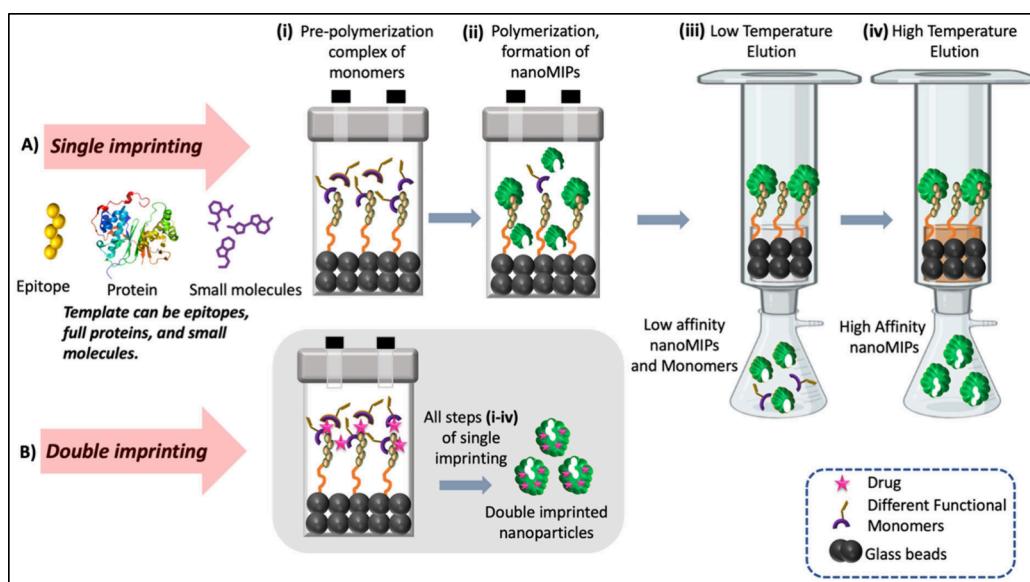 (i) Pre-polymerization
complex of
monomers
(ii) Polymerization,
formation of
nanoMIPs
(iii) Low Temperature
Elution
(iv) High Temperature
Elution
A) Single imprinting
Epitope
Protein
Small molecules
Template can be epitopes,
full proteins, and small
molecules.
Low affinity
nanoMIPs
and Monomers
High Affinity
nanoMIPs
B) Double imprinting
All steps (i-iv)
of single
imprinting
Double imprinted
nanoparticles
Drug
Different Functional
Monomers
Glass beads